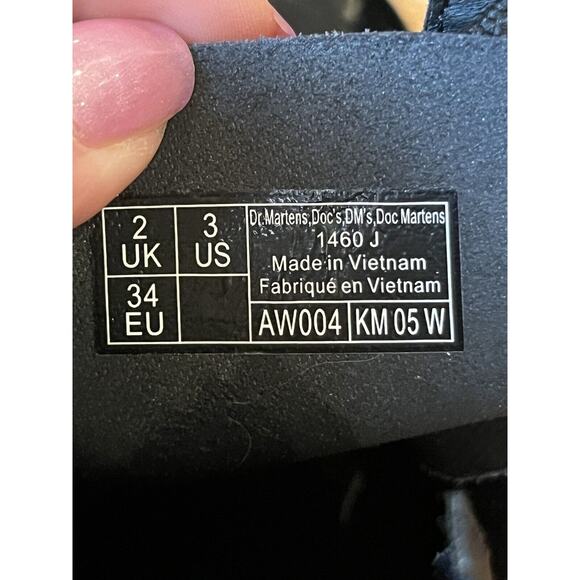 2
UK
3
US
34
EU
Dr.Martens,Doc's,DM's,Doc Martens
1460 J
Made in Vietnam
Fabriqué en Vietnam
AW004
KM 05 W